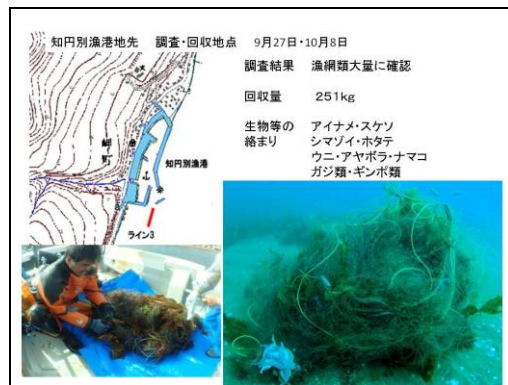 知円別漁港地先　調査・回収地点　9月27日・10月8日
調査結果　漁網類大量に確認
回収量　251kg
生物等の　アイナメ・スケソ
絡まり　シマゾイ・ホタテ
ウニ・アヤボラ・ナマコ
ガジ類・ギンポ類
岬町
知円別漁港
ライン3